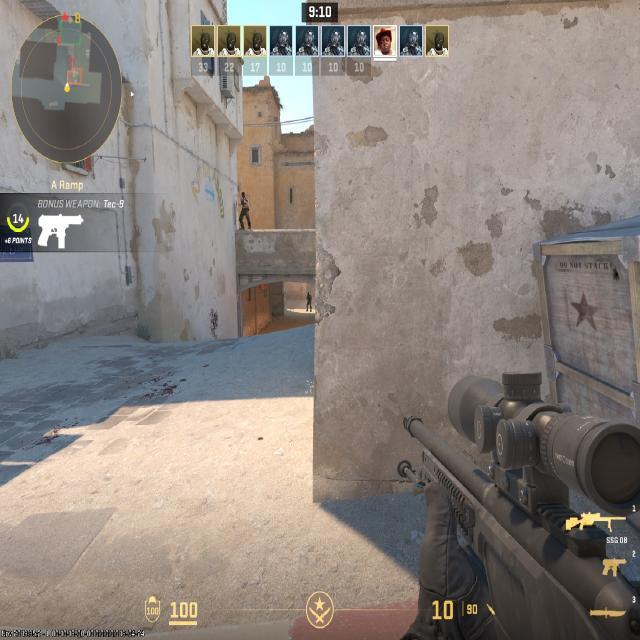 9:10
33 22 17 10 10 10 10
A Ramp
BONUS WEAPON: Tec-9
14
+6 POINTS
DO NOT STACK
1
SSG 08
2
3
100 100
10 | 90